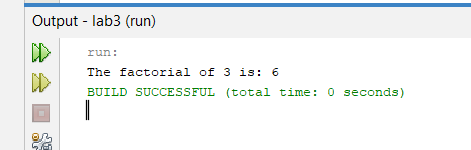 Output - lab3 (run)
run:
The factorial of 3 is: 6
BUILD SUCCESSFUL (total time: 0 seconds)